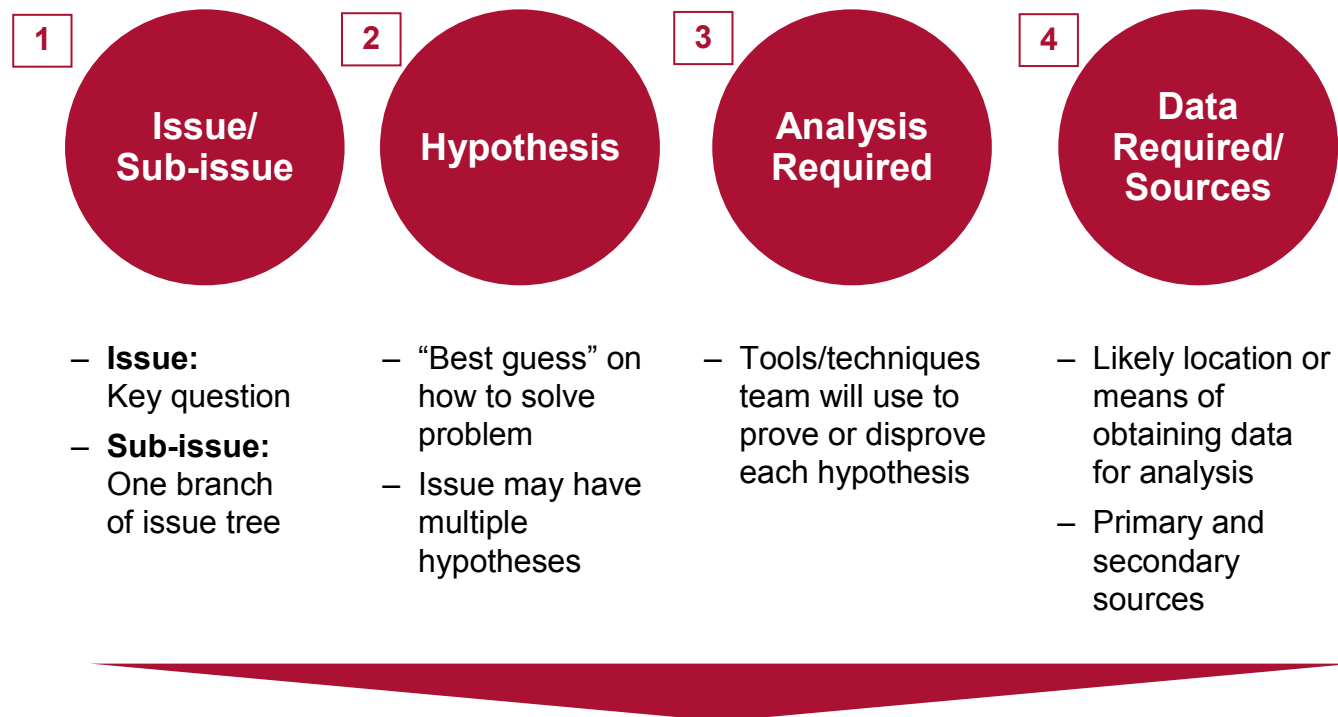 1
Issue/
Sub-issue
– Issue:
Key question
– Sub-issue:
One branch
of issue tree
2
Hypothesis
– “Best guess” on
how to solve
problem
– Issue may have
multiple
hypotheses
3
Analysis
Required
– Tools/techniques
team will use to
prove or disprove
each hypothesis
4
Data
Required/
Sources
– Likely location or
means of
obtaining data
for analysis
– Primary and
secondary
sources